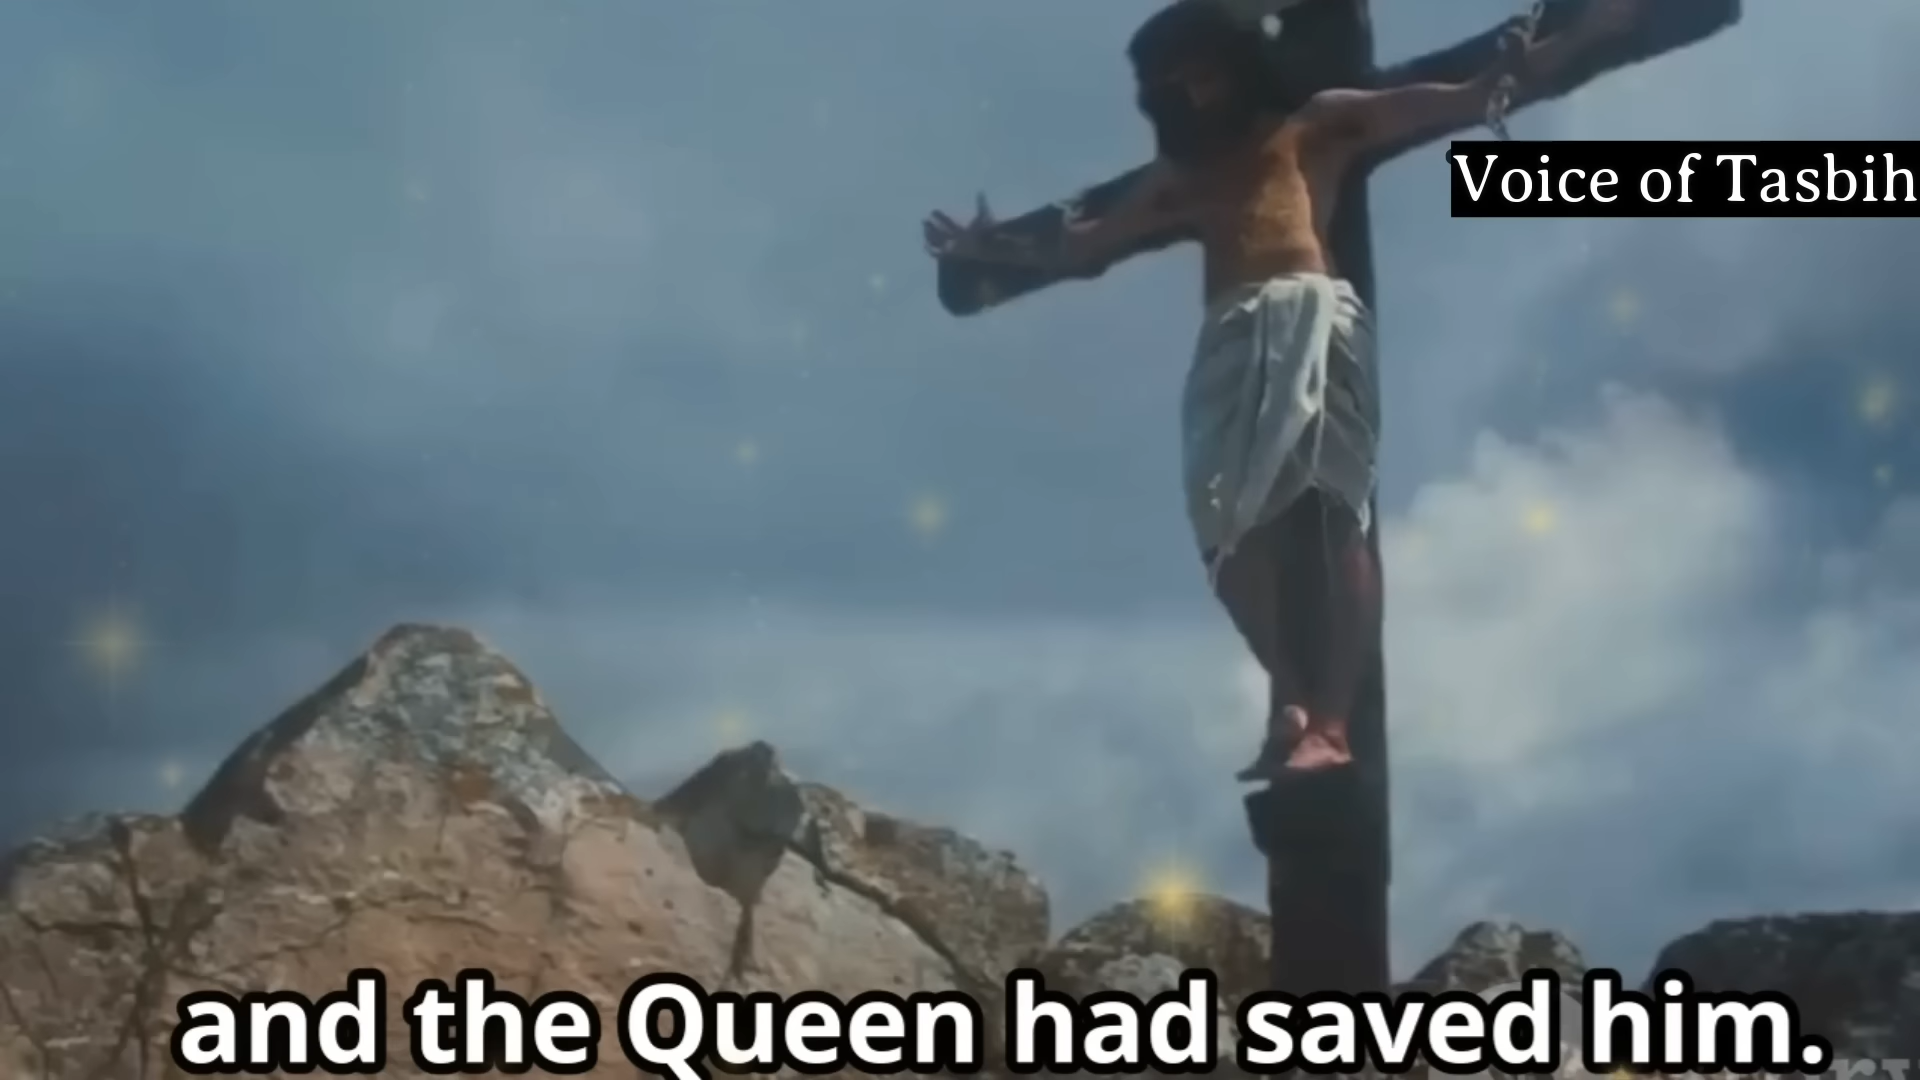 Voice of Tasbih
and the Queen had saved him.